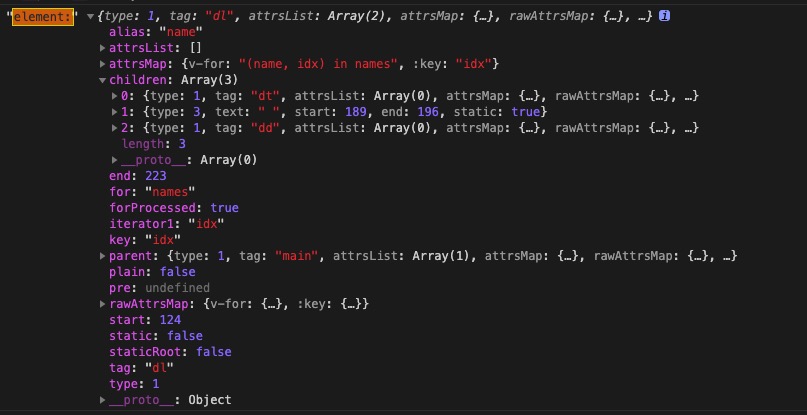 "element:" ▼{type: 1, tag: "dl", attrsList: Array(2), attrsMap: {…}, rawAttrsMap: {…}, …} i
alias: "name"
▶attrsList: []
▶attrsMap: {v-for: "(name, idx) in names", :key: "idx"}
▼children: Array(3)
▶0: {type: 1, tag: "dt", attrsList: Array(0), attrsMap: {…}, rawAttrsMap: {…}, …}
▶1: {type: 3, text: " ", start: 189, end: 196, static: true}
▶2: {type: 1, tag: "dd", attrsList: Array(0), attrsMap: {…}, rawAttrsMap: {…}, …}
length: 3
▶__proto__: Array(0)
end: 223
for: "names"
forProcessed: true
iterator1: "idx"
key: "idx"
▶parent: {type: 1, tag: "main", attrsList: Array(1), attrsMap: {…}, rawAttrsMap: {…}, …}
plain: false
pre: undefined
▶rawAttrsMap: {v-for: {…}, :key: {…}}
start: 124
static: false
staticRoot: false
tag: "dl"
type: 1
▶__proto__: Object